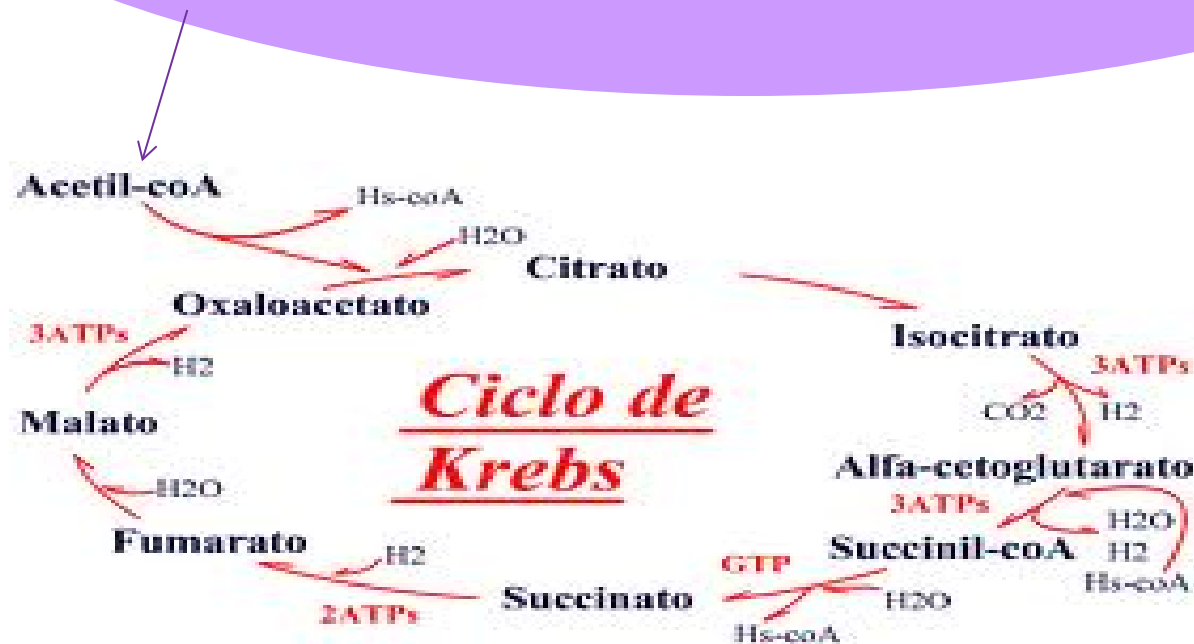 Acetil-coA
Hs-coA
H2O
Citrato
Oxaloacetato
Isocitrato
3ATPs
H2
3ATPs
CO2
H2
Ciclo de
Krebs
Malato
Alfa-cetoglutarato
H2O
3ATPs
H2O
Fumarato
H2
Succinil-coA
H2
GTP
Hs-coA
Succinato
H2O
2ATPs
Hs-coA